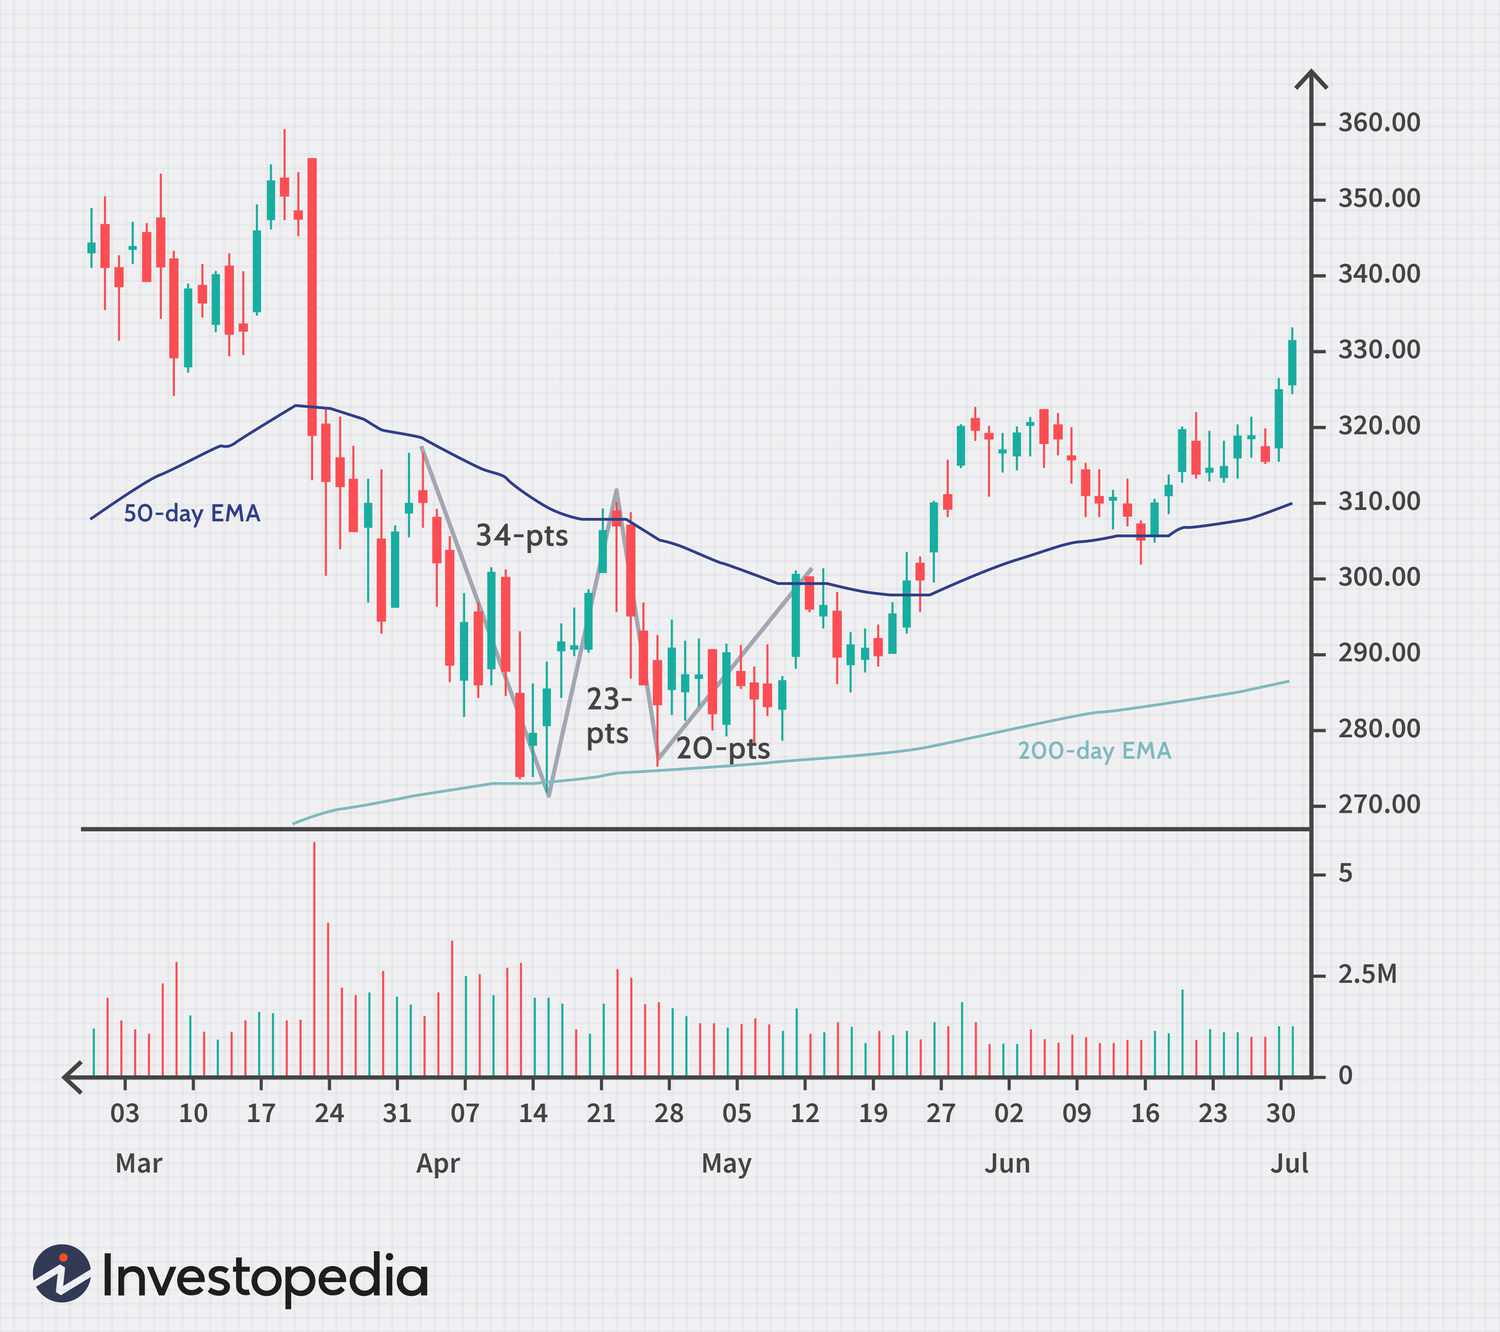 360.00
350.00
340.00
330.00
320.00
50-day EMA
34-pts
310.00
300.00
290.00
23-
pts
20-pts
280.00
200-day EMA
270.00
5
2.5M
0
03 10 17 24 31 07 14 21 28 05 12 19 27 02 09 16 23 30
Mar Apr May Jun Jul
Investopedia